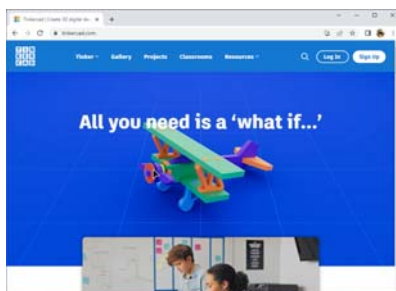 Tinkercad | Create 3D digital de
tinkercad.com
TIN
KER
CAD
Tinker Gallery Projects Classrooms Resources Log In Sign Up
All you need is a ‘what if...’